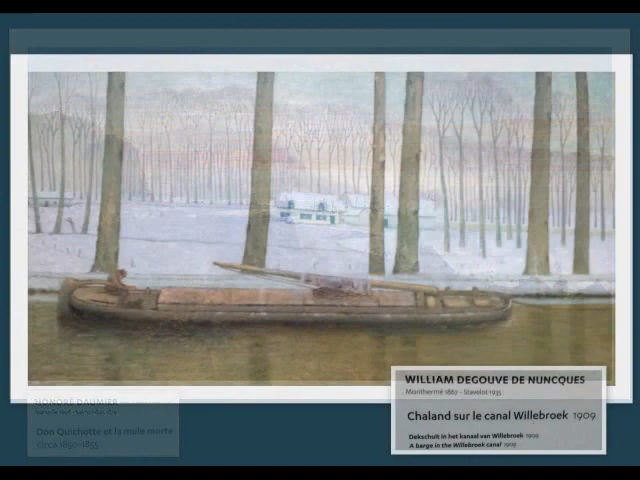 WILLIAM DEGOUVE DE NUNCQUES
Monthermé 1867 - Stavelot 1935
Chaland sur le canal Willebroek 1909
Dekschuit in het kanaal van Willebroek 1909
A barge in the Willebroek canal 1909
HONORÉ DAUMIER
Don Quichotte et la mule morte
circa 1850-1855